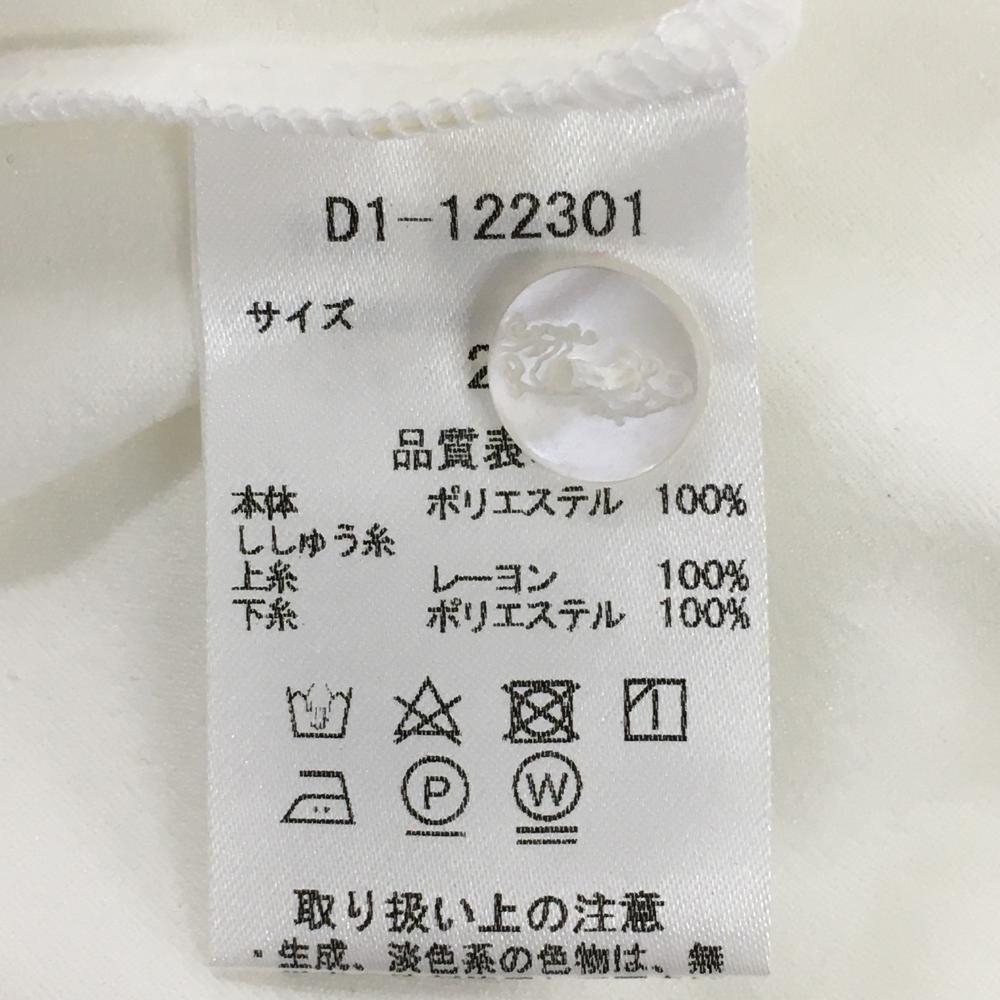 D1-122301
サイズ
2
品質表
本体 ポリエステル 100%
ししゅう糸
上糸 レーヨン 100%
下糸 ポリエステル 100%
P W
取り扱い上の注意
・生成、淡色系の色物は、無